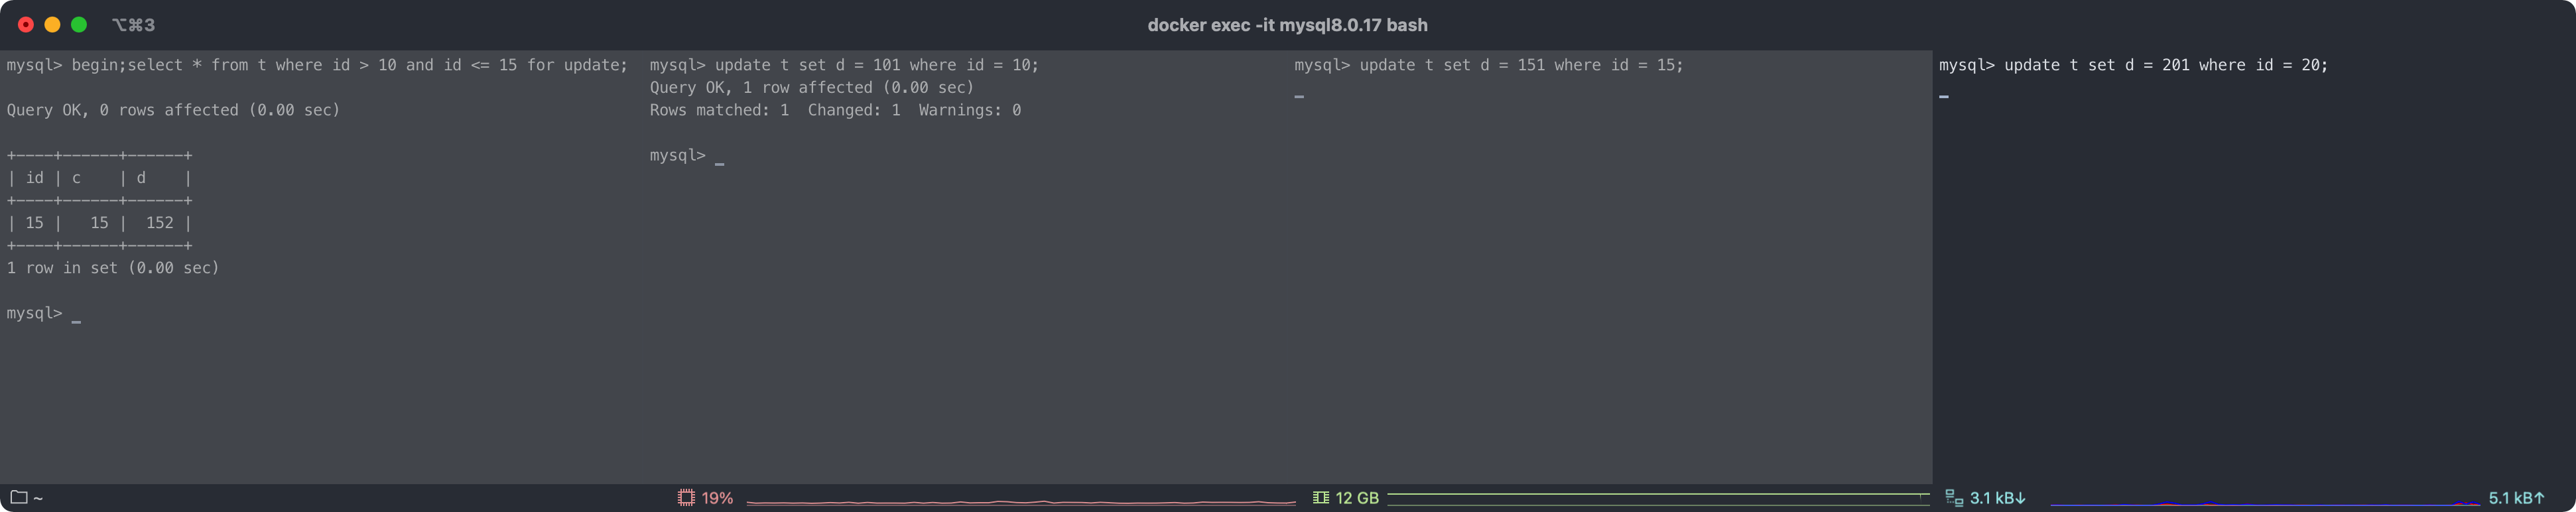 ⌥⌘3
docker exec -it mysql8.0.17 bash
mysql> begin;select * from t where id > 10 and id <= 15 for update;
Query OK, 0 rows affected (0.00 sec)
+----+------+------+
| id | c    | d    |
+----+------+------+
| 15 |   15 |  152 |
+----+------+------+
1 row in set (0.00 sec)
mysql> _
mysql> update t set d = 101 where id = 10;
Query OK, 1 row affected (0.00 sec)
Rows matched: 1  Changed: 1  Warnings: 0
mysql> _
mysql> update t set d = 151 where id = 15;
mysql> update t set d = 201 where id = 20;
~
19%
12 GB
3.1 kB↓
5.1 kB↑